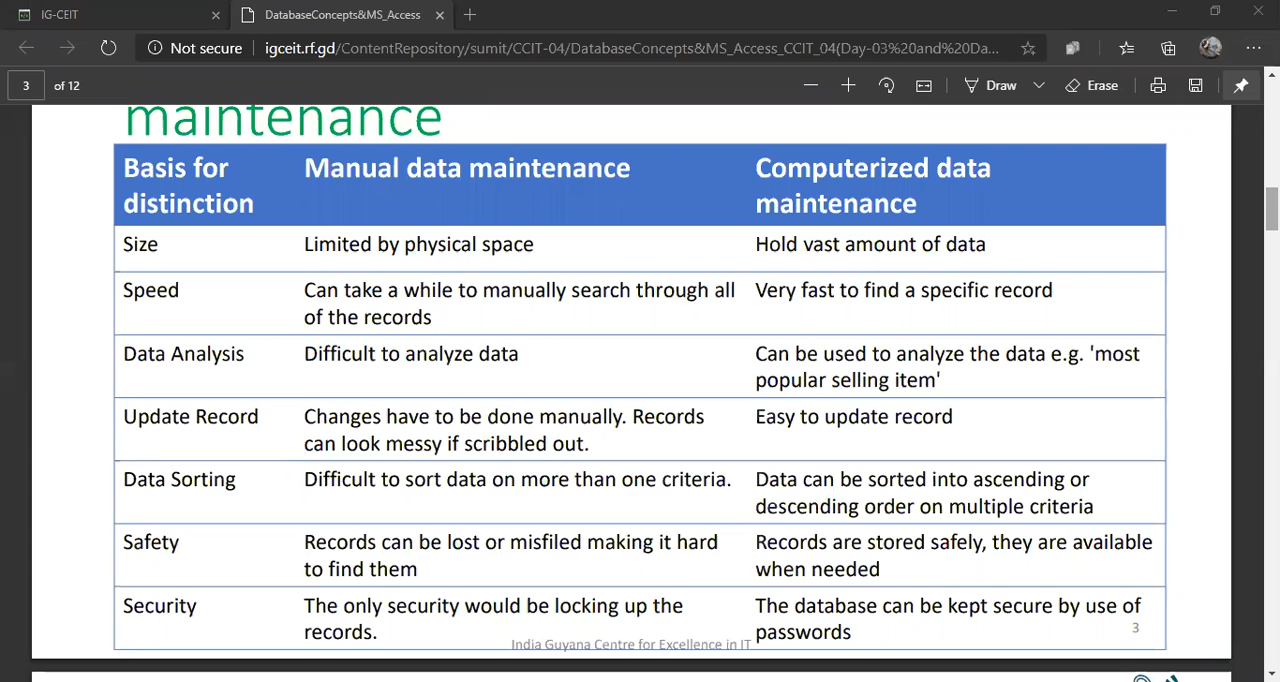 IG-CEIT
DatabaseConcepts&MS_Access
Not secure
igceit.rf.gd/ContentRepository/sumit/CCIT-04/DatabaseConcepts&MS_Access_CCIT_04(Day-03%20and%20Da...
3 of 12
Draw
Erase
maintenance
Basis for distinction
Manual data maintenance
Computerized data maintenance
Size
Limited by physical space
Hold vast amount of data
Speed
Can take a while to manually search through all
of the records
Very fast to find a specific record
Data Analysis
Difficult to analyze data
Can be used to analyze the data e.g. 'most
popular selling item'
Update Record
Changes have to be done manually. Records
can look messy if scribbled out.
Easy to update record
Data Sorting
Difficult to sort data on more than one criteria.
Data can be sorted into ascending or
descending order on multiple criteria
Safety
Records can be lost or misfiled making it hard
to find them
Records are stored safely, they are available
when needed
Security
The only security would be locking up the
records.
The database can be kept secure by use of
passwords
India Guyana Centre for Excellence in IT
3